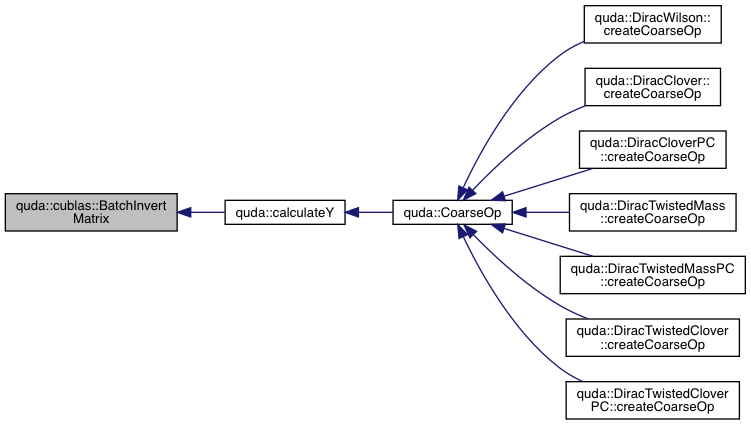 quda::cublas::BatchInvert
Matrix
quda::calculateY
quda::CoarseOp
quda::DiracWilson::
createCoarseOp
quda::DiracClover::
createCoarseOp
quda::DiracCloverPC
::createCoarseOp
quda::DiracTwistedMass
::createCoarseOp
quda::DiracTwistedMassPC
::createCoarseOp
quda::DiracTwistedClover
::createCoarseOp
quda::DiracTwistedClover
PC::createCoarseOp